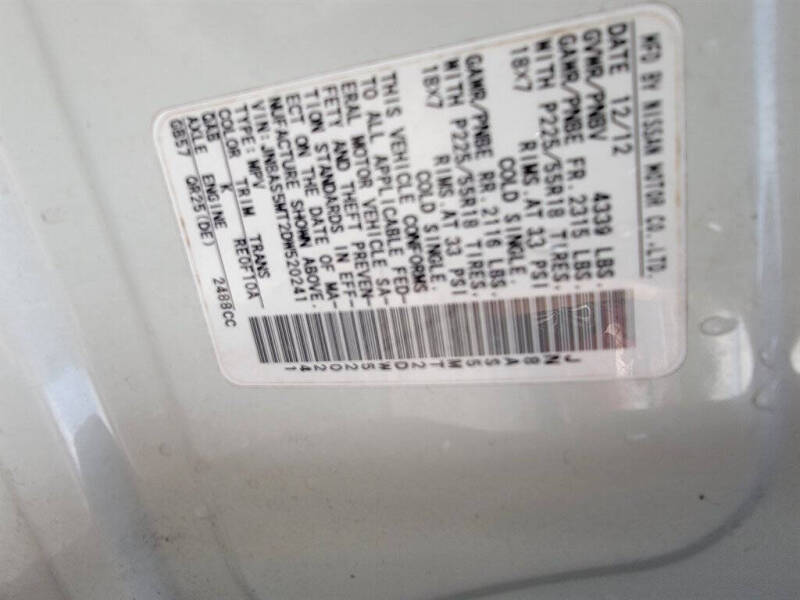 MFD BY NISSAN MOTOR CO.,LTD.
DATE 12/12
GVWR/PNBV 4339 LBS.
GAWR/PNBE FR. 2315 LBS.
WITH P225/55R18 TIRES.
18X7 RIMS.AT 33 PSI
COLD SINGLE.
GAWR/PNBE RR. 2116 LBS.
WITH P225/55R18 TIRES.
18X7 RIMS.AT 33 PSI
COLD SINGLE.
THIS VEHICLE CONFORMS
TO ALL APPLICABLE FED-
ERAL MOTOR VEHICLE SA-
FETY AND THEFT PREVEN-
TION STANDARDS IN EFF-
ECT ON THE DATE OF MA-
NUFACTURE SHOWN ABOVE.
VIN:JN8AS5MT2DW520241
TYPE: MPV
COLOR TRIM TRANS
QAB K RE0F10A
AXLE ENGINE
GB57 QR25(DE) 2488CC
JN8AS5MT2DW520241